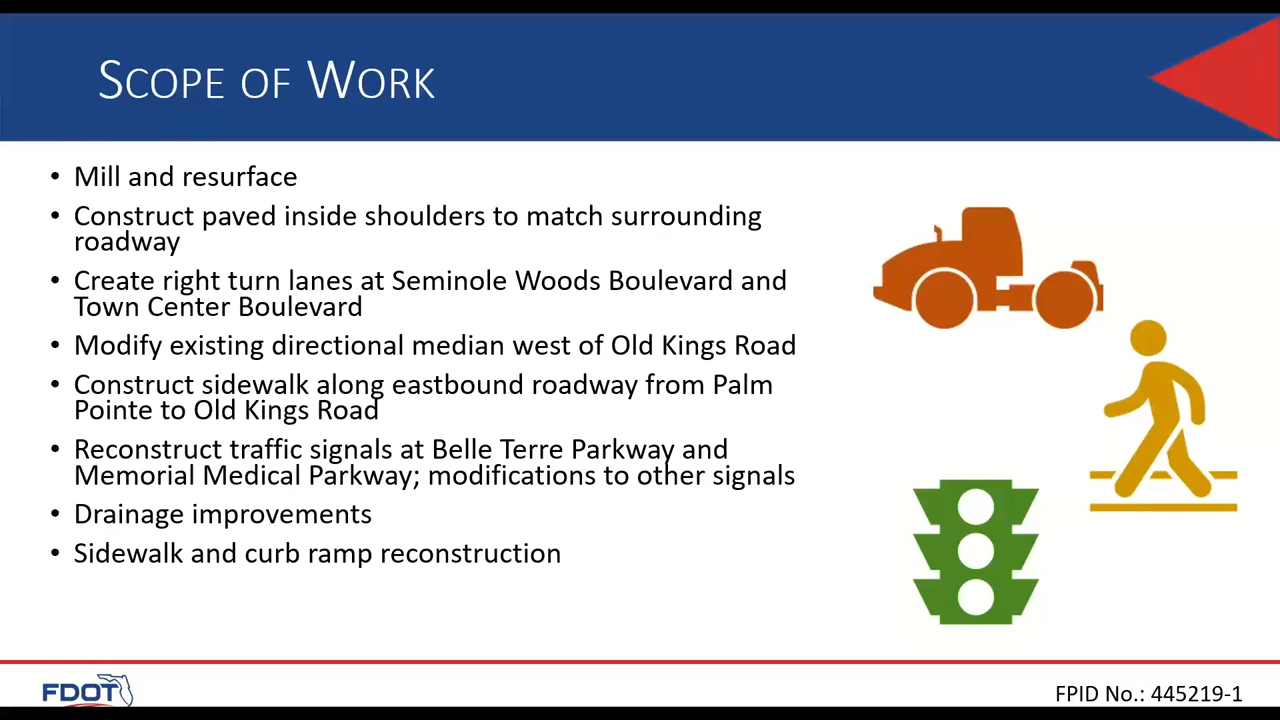 Scope of Work
• Mill and resurface
• Construct paved inside shoulders to match surrounding
roadway
• Create right turn lanes at Seminole Woods Boulevard and
Town Center Boulevard
• Modify existing directional median west of Old Kings Road
• Construct sidewalk along eastbound roadway from Palm
Pointe to Old Kings Road
• Reconstruct traffic signals at Belle Terre Parkway and
Memorial Medical Parkway; modifications to other signals
• Drainage improvements
• Sidewalk and curb ramp reconstruction
FDOT
FPID No.: 445219-1